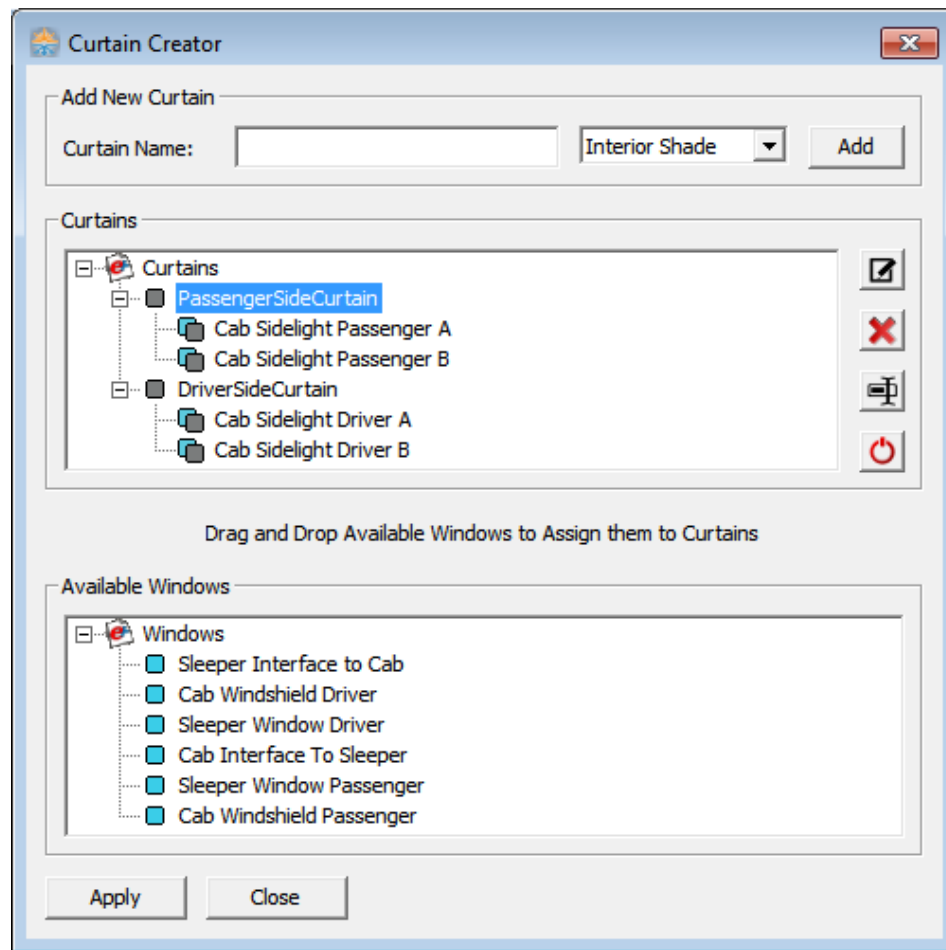 Curtain Creator
Add New Curtain
Curtain Name: Interior Shade Add
Curtains
Curtains
PassengerSideCurtain
Cab Sidelight Passenger A
Cab Sidelight Passenger B
DriverSideCurtain
Cab Sidelight Driver A
Cab Sidelight Driver B
Drag and Drop Available Windows to Assign them to Curtains
Available Windows
Windows
Sleeper Interface to Cab
Cab Windshield Driver
Sleeper Window Driver
Cab Interface To Sleeper
Sleeper Window Passenger
Cab Windshield Passenger
Apply Close